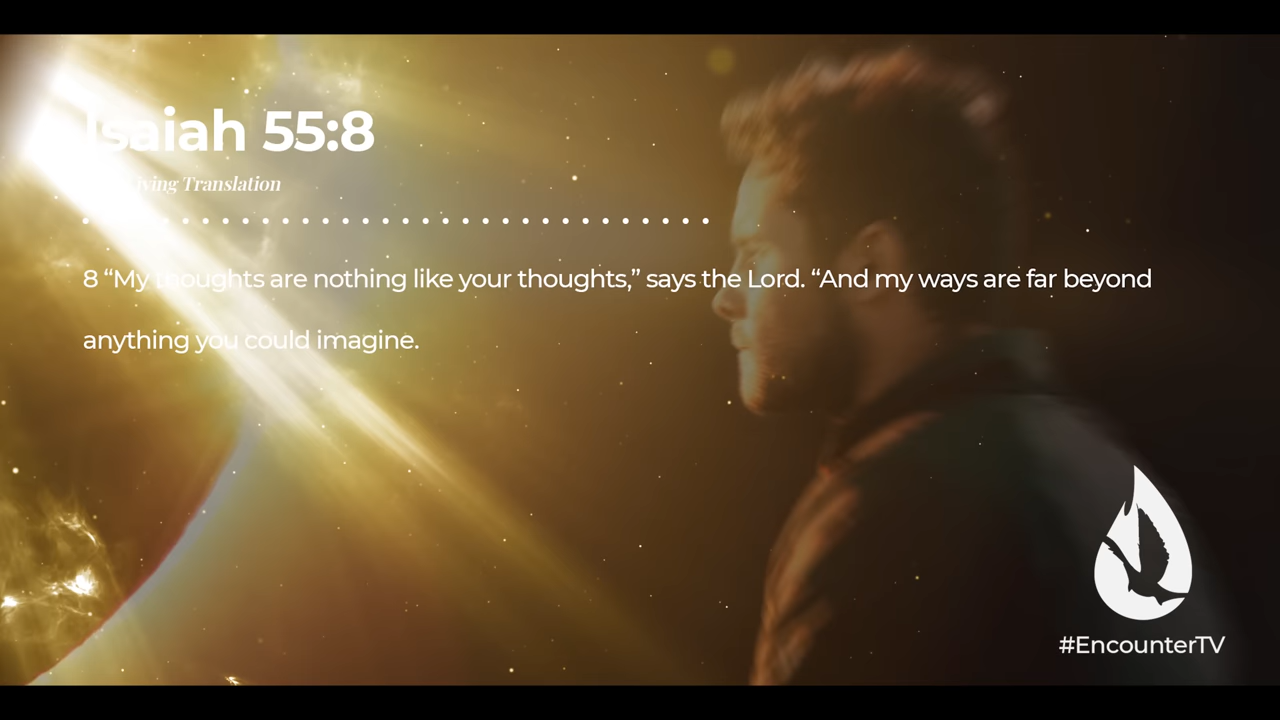 Isaiah 55:8
Living Translation
8 “My thoughts are nothing like your thoughts,” says the Lord. “And my ways are far beyond
anything you could imagine.
#EncounterTV